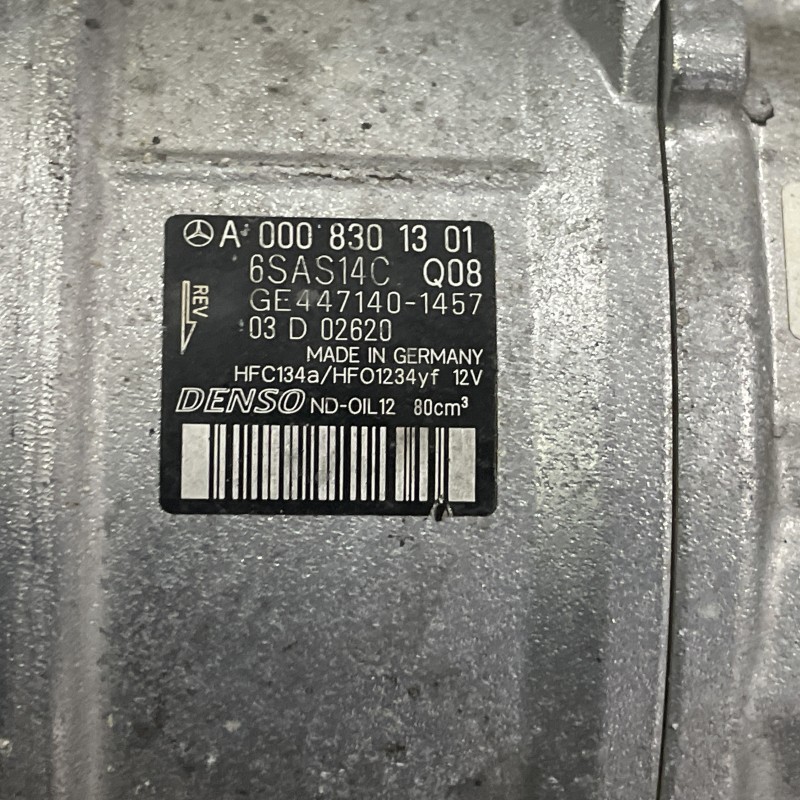 A 000 830 13 01
6SAS14C Q08
REV
GE447140-1457
03 D 02620
MADE IN GERMANY
HFC134a/HFO1234yf 12V
DENSO ND-OIL12 80cm³